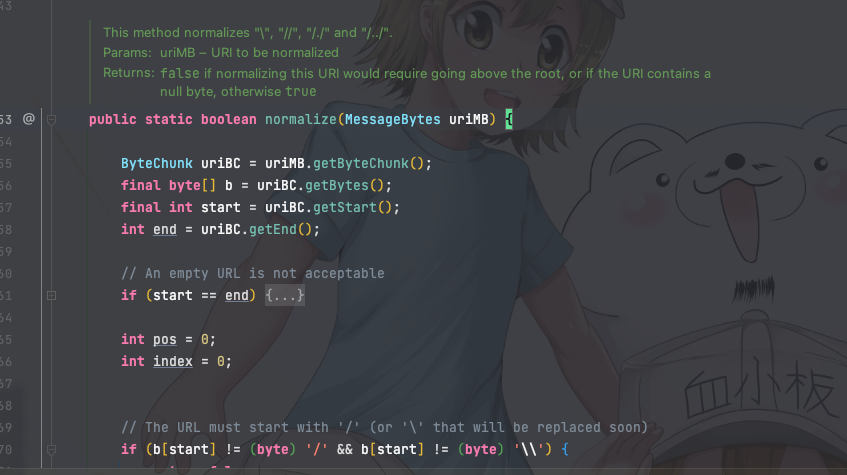 43
This method normalizes "\", "//", "/./" and "/../".
Params: uriMB – URI to be normalized
Returns: false if normalizing this URI would require going above the root, or if the URI contains a
null byte, otherwise true
53 @ public static boolean normalize(MessageBytes uriMB) {
54
55 ByteChunk uriBC = uriMB.getByteChunk();
56 final byte[] b = uriBC.getBytes();
57 final int start = uriBC.getStart();
58 int end = uriBC.getEnd();
59
60 // An empty URL is not acceptable
61 if (start == end) {...}
64
65 int pos = 0;
66 int index = 0;
67
68
69 // The URL must start with '/' (or '\' that will be replaced soon)
70 if (b[start] != (byte) '/' && b[start] != (byte) '\\') {
血小板